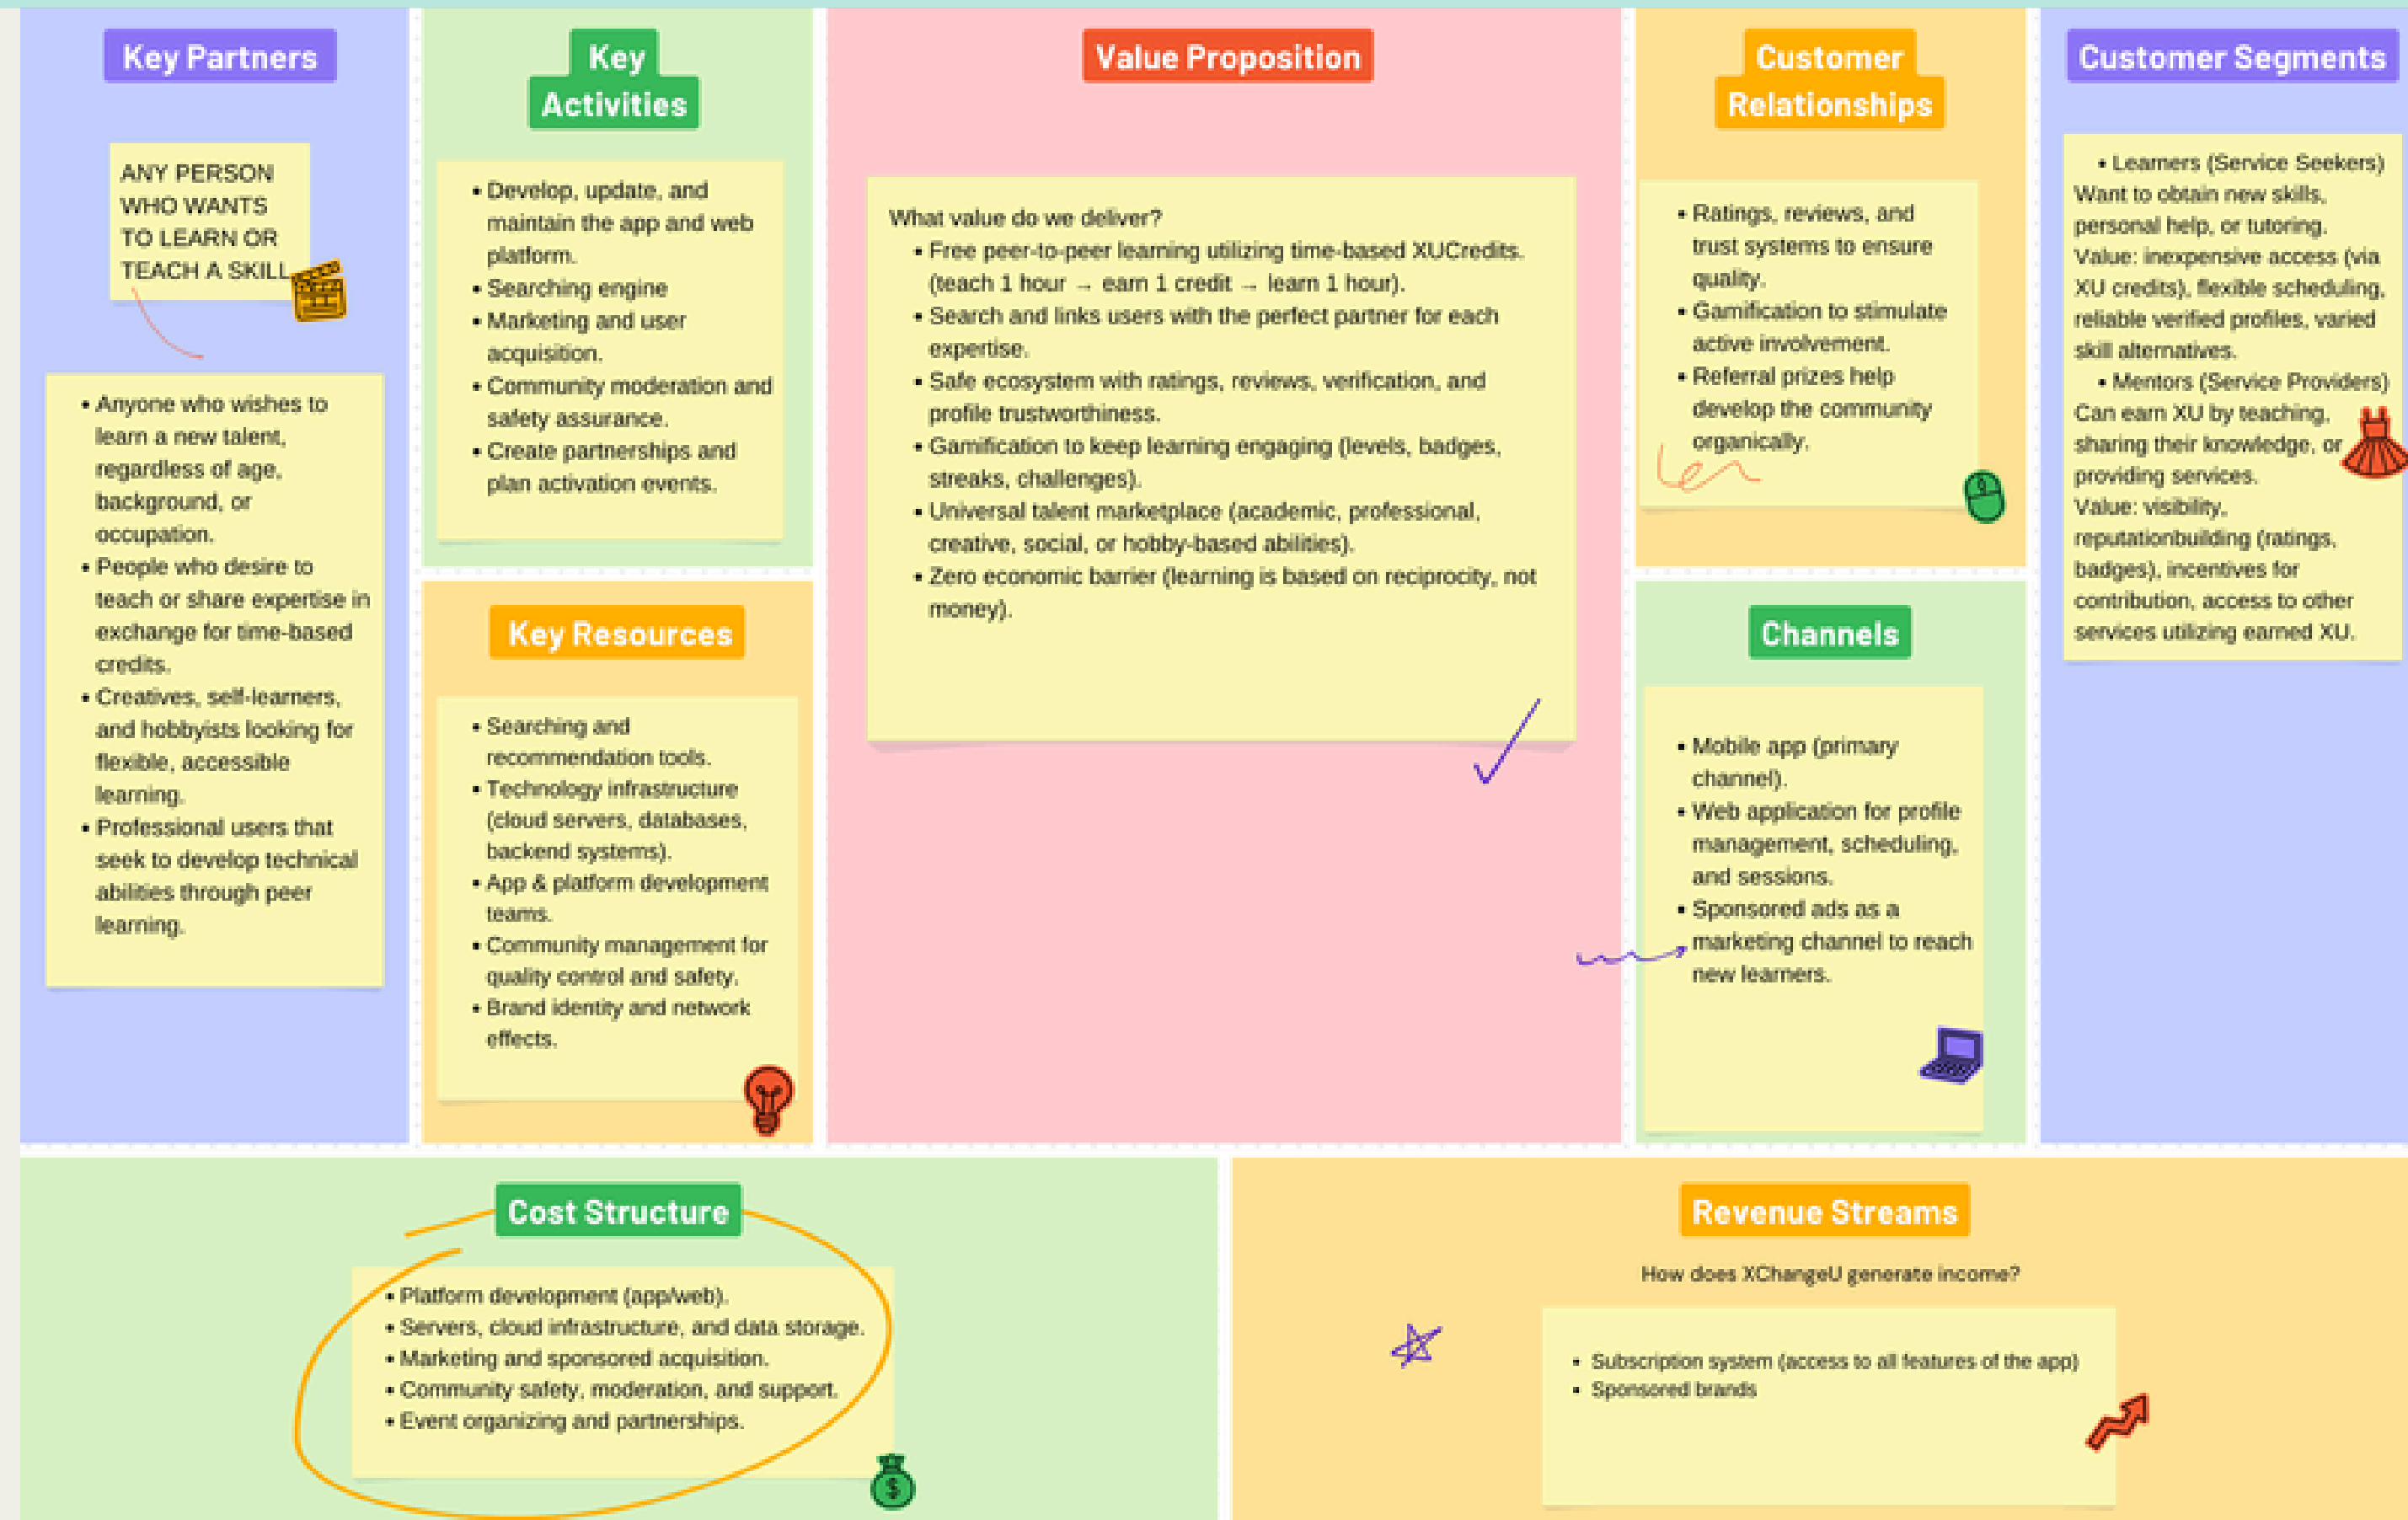 Key Partners
ANY PERSON
WHO WANTS
TO LEARN OR
TEACH A SKILL
• Anyone who wishes to
learn a new talent,
regardless of age,
background, or
occupation.
• People who desire to
teach or share expertise in
exchange for time-based
credits.
• Creatives, self-learners,
and hobbyists looking for
flexible, accessible
learning.
• Professional users that
seek to develop technical
abilities through peer
learning.
Key
Activities
• Develop, update, and
maintain the app and web
platform.
• Searching engine
• Marketing and user
acquisition.
• Community moderation and
safety assurance.
• Create partnerships and
plan activation events.
Key Resources
• Searching and
recommendation tools.
• Technology infrastructure
(cloud servers, databases,
backend systems).
• App & platform development
teams.
• Community management for
quality control and safety.
• Brand identity and network
effects.
Value Proposition
What value do we deliver?
• Free peer-to-peer learning utilizing time-based XUCredits.
(teach 1 hour → earn 1 credit → learn 1 hour).
• Search and links users with the perfect partner for each
expertise.
• Safe ecosystem with ratings, reviews, verification, and
profile trustworthiness.
• Gamification to keep learning engaging (levels, badges,
streaks, challenges).
• Universal talent marketplace (academic, professional,
creative, social, or hobby-based abilities).
• Zero economic barrier (learning is based on reciprocity, not
money).
Customer
Relationships
• Ratings, reviews, and
trust systems to ensure
quality.
• Gamification to stimulate
active involvement.
• Referral prizes help
develop the community
organically.
Channels
• Mobile app (primary
channel).
• Web application for profile
management, scheduling,
and sessions.
• Sponsored ads as a
marketing channel to reach
new learners.
Customer Segments
• Learners (Service Seekers)
Want to obtain new skills,
personal help, or tutoring.
Value: inexpensive access (via
XU credits), flexible scheduling,
reliable verified profiles, varied
skill alternatives.
• Mentors (Service Providers)
Can earn XU by teaching,
sharing their knowledge, or
providing services.
Value: visibility,
reputationbuilding (ratings,
badges), incentives for
contribution, access to other
services utilizing earned XU.
Cost Structure
• Platform development (app/web).
• Servers, cloud infrastructure, and data storage.
• Marketing and sponsored acquisition.
• Community safety, moderation, and support.
• Event organizing and partnerships.
$
Revenue Streams
How does XChangeU generate income?
• Subscription system (access to all features of the app)
• Sponsored brands